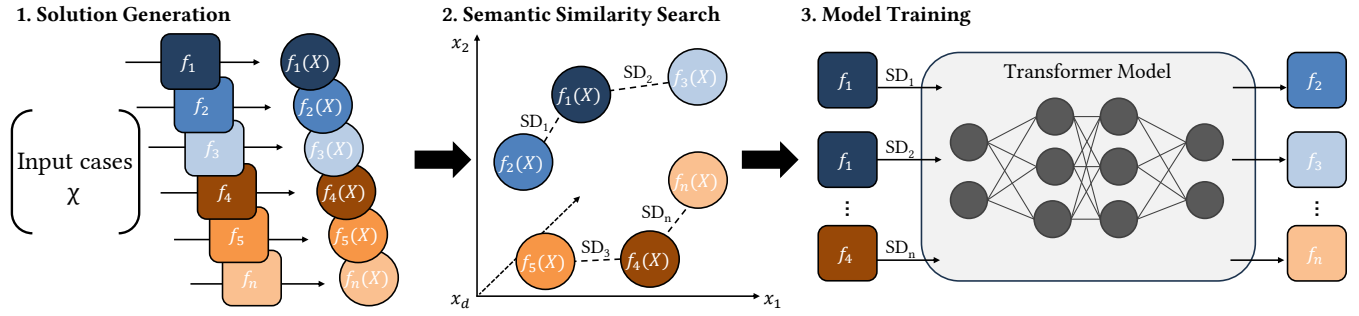 1. Solution Generation
Input cases
χ
f₁
f₂
f₃
f₄
f₅
fₙ
f₁(X)
f₂(X)
f₃(X)
f₄(X)
f₅(X)
fₙ(X)
2. Semantic Similarity Search
x₂
f₁(X)
SD₂
f₃(X)
SD₁
f₂(X)
fₙ(X)
SDₙ
f₅(X)
SD₃
f₄(X)
x_d
x₁
3. Model Training
Transformer Model
f₁
SD₁
f₂
f₁
SD₂
f₃
⋮
⋮
f₄
SDₙ
fₙ